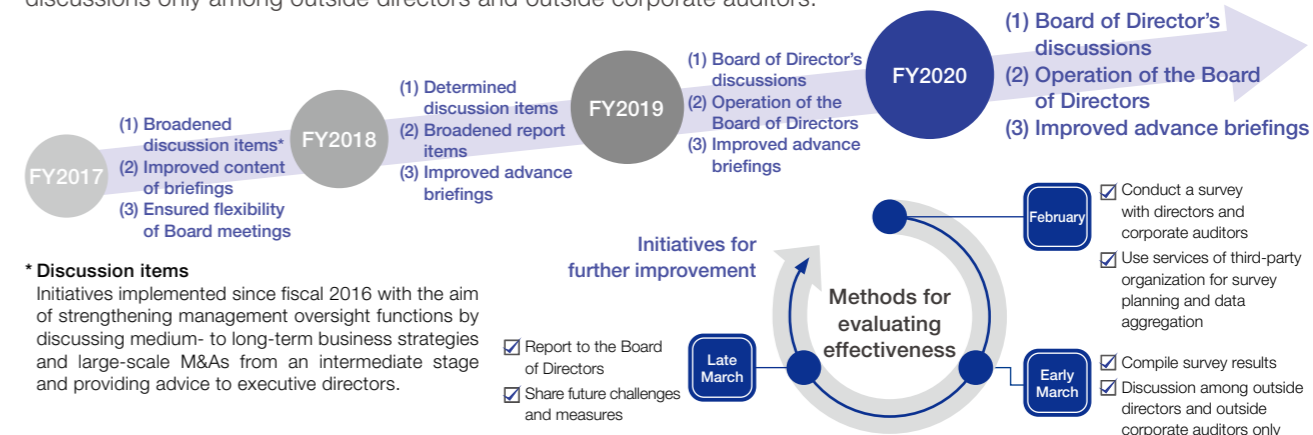 discussions only among outside directors and outside corporate auditors.
FY2017
(1) Broadened
discussion items*
(2) Improved content
of briefings
(3) Ensured flexibility
of Board meetings
FY2018
(1) Determined
discussion items
(2) Broadened report
items
(3) Improved advance
briefings
FY2019
(1) Board of Director's
discussions
(2) Operation of the
Board of Directors
(3) Improved advance
briefings
FY2020
(1) Board of Director's
discussions
(2) Operation of the Board
of Directors
(3) Improved advance briefings
* Discussion items
Initiatives implemented since fiscal 2016 with the aim
of strengthening management oversight functions by
discussing medium- to long-term business strategies
and large-scale M&As from an intermediate stage
and providing advice to executive directors.
Initiatives for
further improvement
Methods for
evaluating
effectiveness
February
Conduct a survey
with directors and
corporate auditors
Use services of third-party
organization for survey
planning and data
aggregation
Early
March
Compile survey results
Discussion among outside
directors and outside
corporate auditors only
Late
March
Report to the Board
of Directors
Share future challenges
and measures